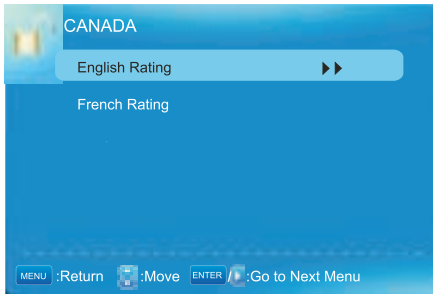 CANADA
English Rating
French Rating
MENU :Return :Move ENTER / :Go to Next Menu